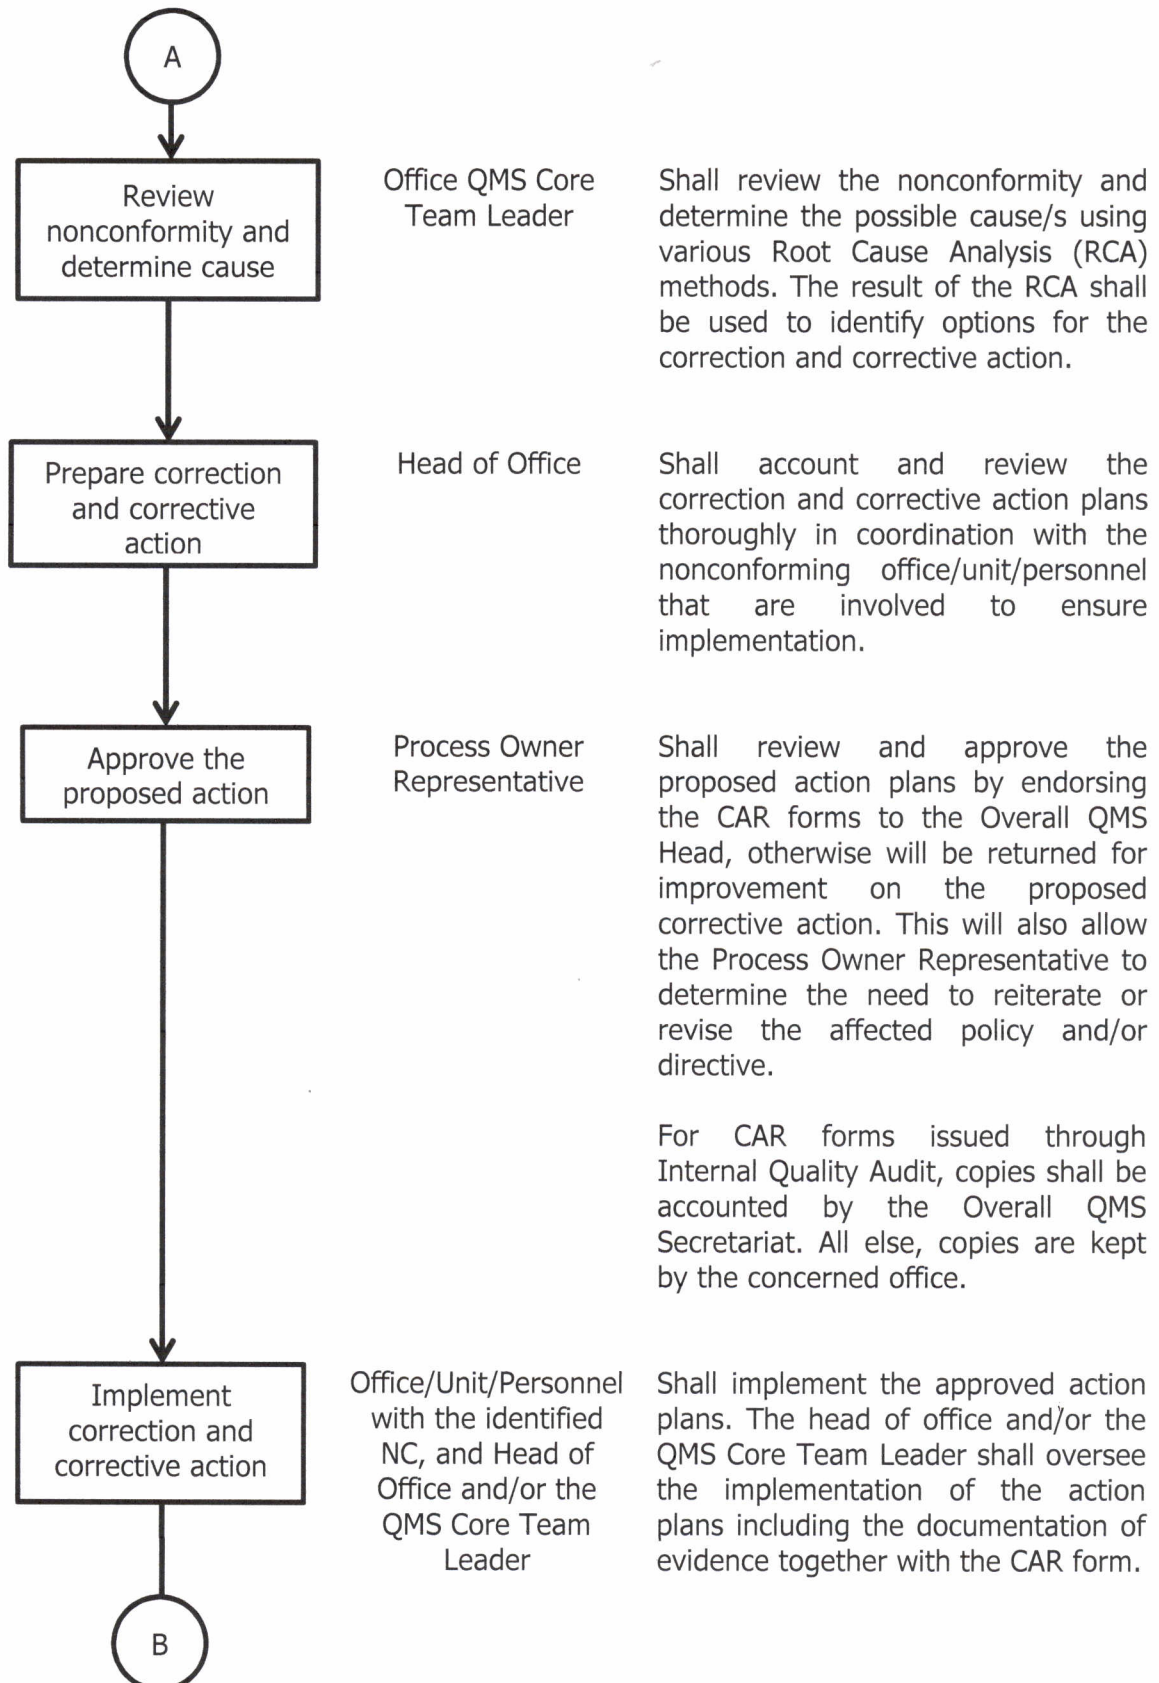 A
Review
nonconformity and
determine cause
Office QMS Core
Team Leader
Shall review the nonconformity and
determine the possible cause/s using
various Root Cause Analysis (RCA)
methods. The result of the RCA shall
be used to identify options for the
correction and corrective action.
Prepare correction
and corrective
action
Head of Office
Shall account and review the
correction and corrective action plans
thoroughly in coordination with the
nonconforming office/unit/personnel
that are involved to ensure
implementation.
Approve the
proposed action
Process Owner
Representative
Shall review and approve the
proposed action plans by endorsing
the CAR forms to the Overall QMS
Head, otherwise will be returned for
improvement on the proposed
corrective action. This will also allow
the Process Owner Representative to
determine the need to reiterate or
revise the affected policy and/or
directive.
For CAR forms issued through
Internal Quality Audit, copies shall be
accounted by the Overall QMS
Secretariat. All else, copies are kept
by the concerned office.
Implement
correction and
corrective action
Office/Unit/Personnel
with the identified
NC, and Head of
Office and/or the
QMS Core Team
Leader
Shall implement the approved action
plans. The head of office and/or the
QMS Core Team Leader shall oversee
the implementation of the action
plans including the documentation of
evidence together with the CAR form.
B